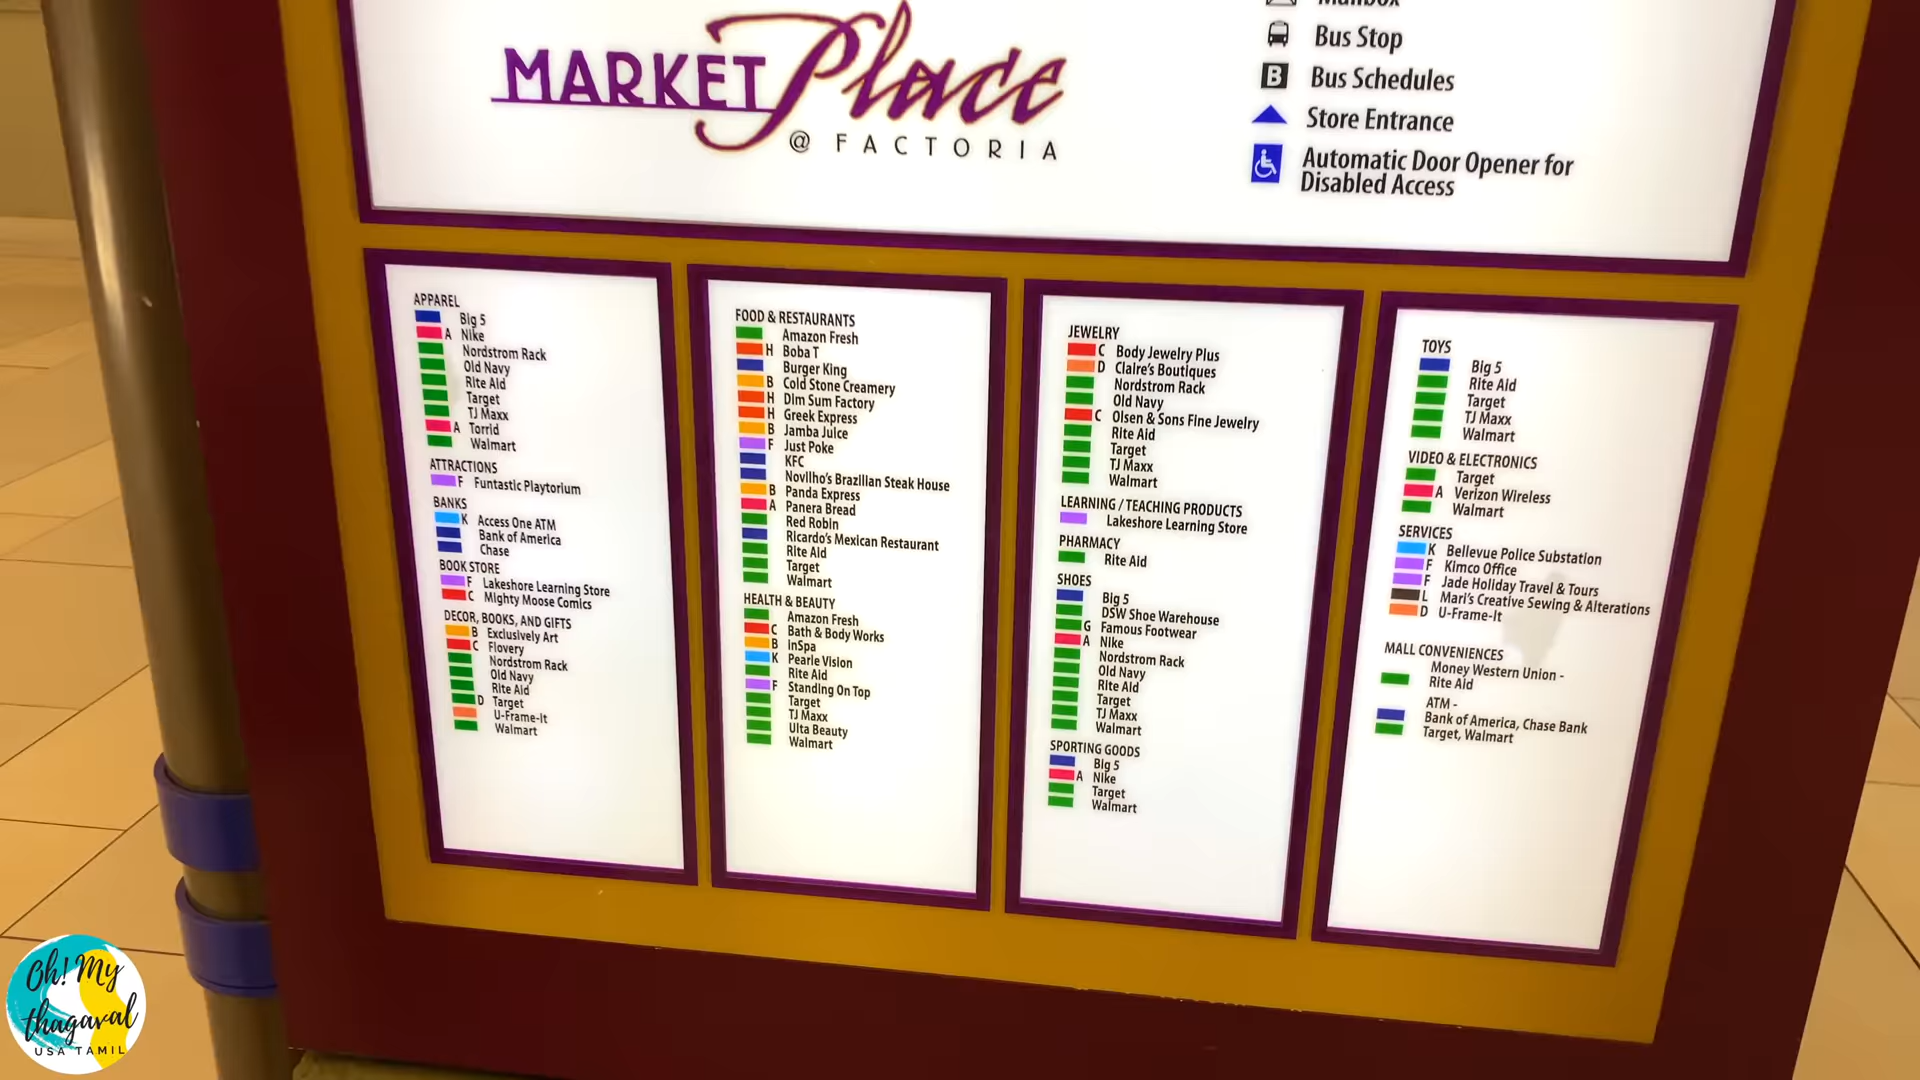 MARKET Place
@ FACTORIA
Mailbox
Bus Stop
B Bus Schedules
Store Entrance
Automatic Door Opener for
Disabled Access
APPAREL
Big 5
A Nike
Nordstrom Rack
Old Navy
Rite Aid
Target
TJ Maxx
A Torrid
Walmart
ATTRACTIONS
F Funtastic Playtorium
BANKS
K Access One ATM
Bank of America
Chase
BOOK STORE
F Lakeshore Learning Store
C Mighty Moose Comics
DECOR, BOOKS, AND GIFTS
B Exclusively Art
C Flovery
Nordstrom Rack
Old Navy
Rite Aid
D Target
U-Frame-It
Walmart
FOOD & RESTAURANTS
Amazon Fresh
H Boba T
Burger King
B Cold Stone Creamery
H Dim Sum Factory
H Greek Express
B Jamba Juice
F Just Poke
KFC
Novilho's Brazilian Steak House
B Panda Express
A Panera Bread
Red Robin
Ricardo's Mexican Restaurant
Rite Aid
Target
Walmart
HEALTH & BEAUTY
Amazon Fresh
C Bath & Body Works
B InSpa
K Pearle Vision
Rite Aid
F Standing On Top
Target
TJ Maxx
Ulta Beauty
Walmart
JEWELRY
C Body Jewelry Plus
D Claire's Boutiques
Nordstrom Rack
Old Navy
C Olsen & Sons Fine Jewelry
Rite Aid
Target
TJ Maxx
Walmart
LEARNING / TEACHING PRODUCTS
Lakeshore Learning Store
PHARMACY
Rite Aid
SHOES
Big 5
DSW Shoe Warehouse
G Famous Footwear
A Nike
Nordstrom Rack
Old Navy
Rite Aid
Target
TJ Maxx
Walmart
SPORTING GOODS
Big 5
A Nike
Target
Walmart
TOYS
Big 5
Rite Aid
Target
TJ Maxx
Walmart
VIDEO & ELECTRONICS
Target
A Verizon Wireless
Walmart
SERVICES
K Bellevue Police Substation
F Kimco Office
F Jade Holiday Travel & Tours
L Mari's Creative Sewing & Alterations
D U-Frame-It
MALL CONVENIENCES
Money Western Union -
Rite Aid
ATM -
Bank of America, Chase Bank
Target, Walmart
Oh! My
thagaval
USA TAMIL